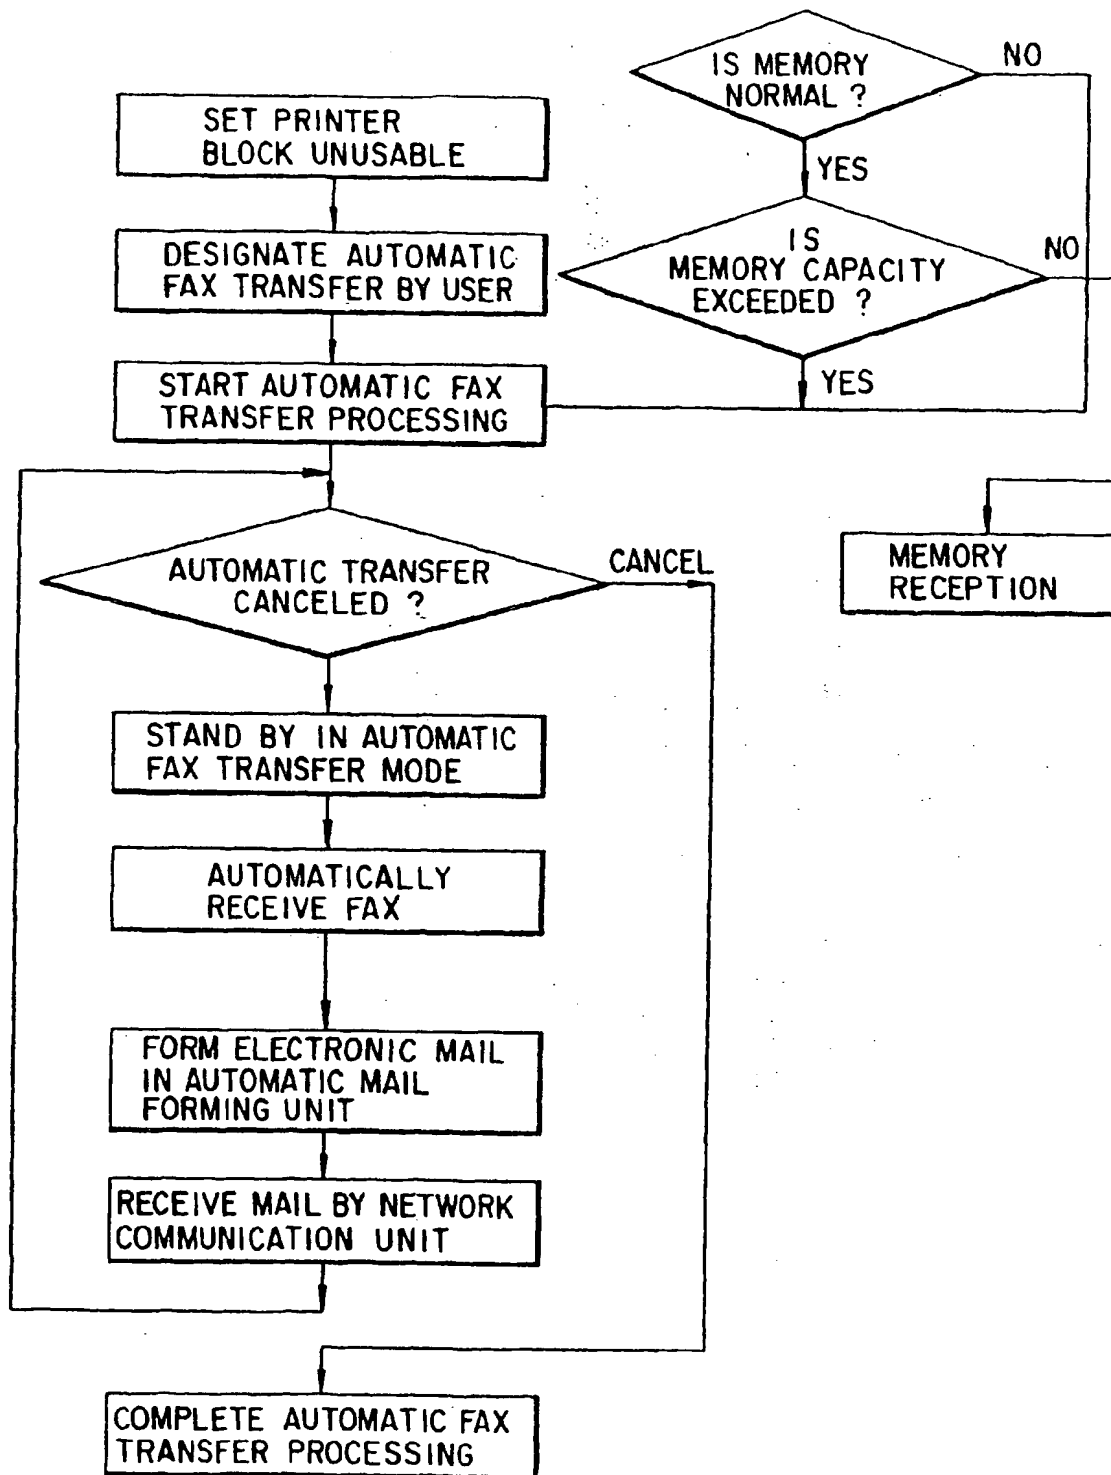 IS MEMORY
NORMAL ?
NO
YES
SET PRINTER
BLOCK UNUSABLE
DESIGNATE AUTOMATIC
FAX TRANSFER BY USER
IS
MEMORY CAPACITY
EXCEEDED ?
NO
YES
START AUTOMATIC FAX
TRANSFER PROCESSING
AUTOMATIC TRANSFER
CANCELED ?
CANCEL
MEMORY
RECEPTION
STAND BY IN AUTOMATIC
FAX TRANSFER MODE
AUTOMATICALLY
RECEIVE FAX
FORM ELECTRONIC MAIL
IN AUTOMATIC MAIL
FORMING UNIT
RECEIVE MAIL BY NETWORK
COMMUNICATION UNIT
COMPLETE AUTOMATIC FAX
TRANSFER PROCESSING